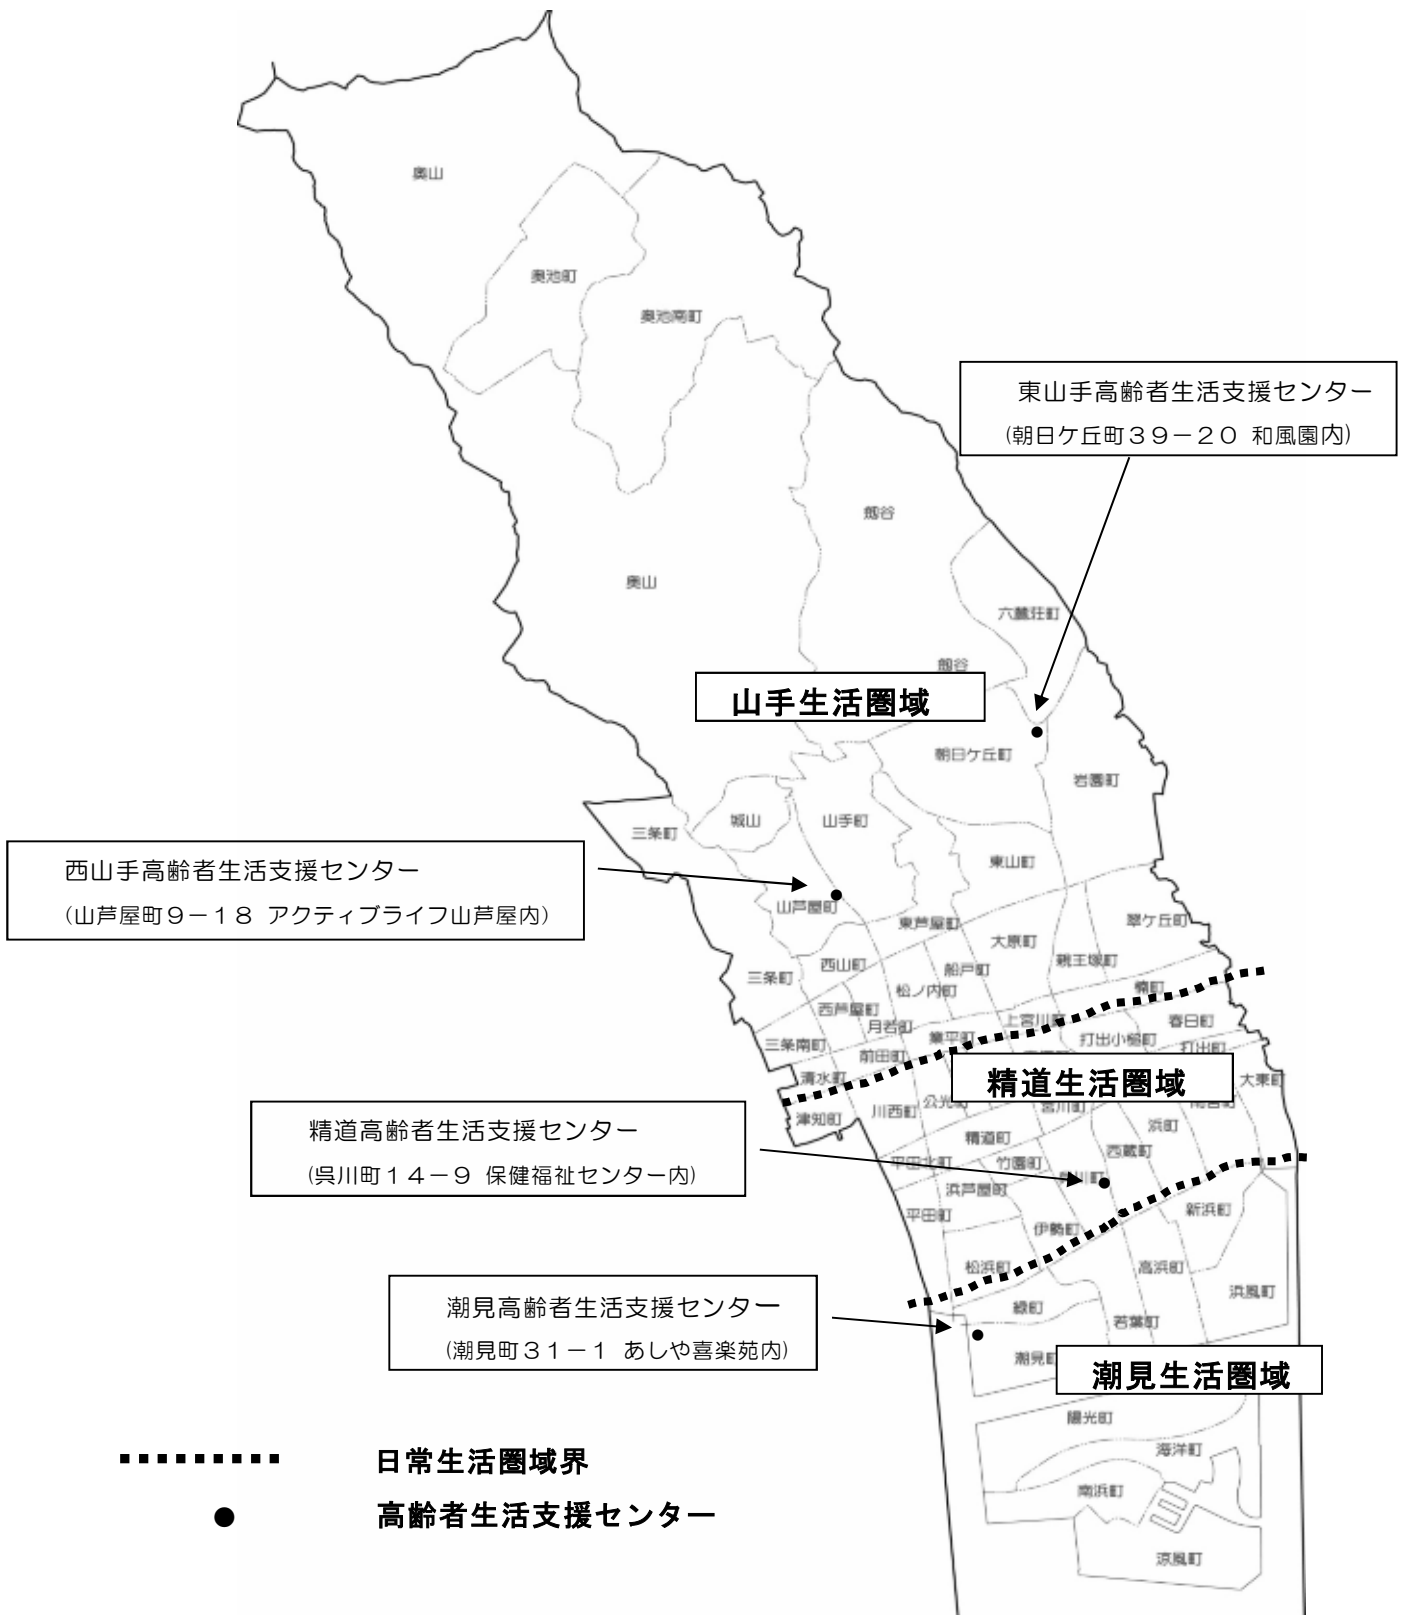 奥山
奥池町
奥池南町
東山手高齢者生活支援センター
(朝日ケ丘町39−20 和風園内)
剱谷
奥山
六麓荘町
剱谷
山手生活圏域
朝日ケ丘町
岩園町
三条町
城山
山手町
東山町
西山手高齢者生活支援センター
(山芦屋町9−18 アクティブライフ山芦屋内)
山芦屋町
東芦屋町
翠ケ丘町
大原町
親王塚町
西山町
船戸町
三条町
松ノ内町
楠町
西芦屋町
月若町
上宮川町
春日町
業平町
打出小槌町
打出町
三条南町
前田町
清水町
精道生活圏域
大東町
川西町
公光町
宮川町
津知町
浜町
精道高齢者生活支援センター
(呉川町14−9 保健福祉センター内)
精道町
西蔵町
平田北町
竹園町
呉川町
浜芦屋町
平田町
新浜町
伊勢町
松浜町
高浜町
浜風町
潮見高齢者生活支援センター
(潮見町31−1 あしや喜楽苑内)
緑町
若葉町
潮見町
潮見生活圏域
陽光町
海洋町
南浜町
涼風町
日常生活圏域界
高齢者生活支援センター